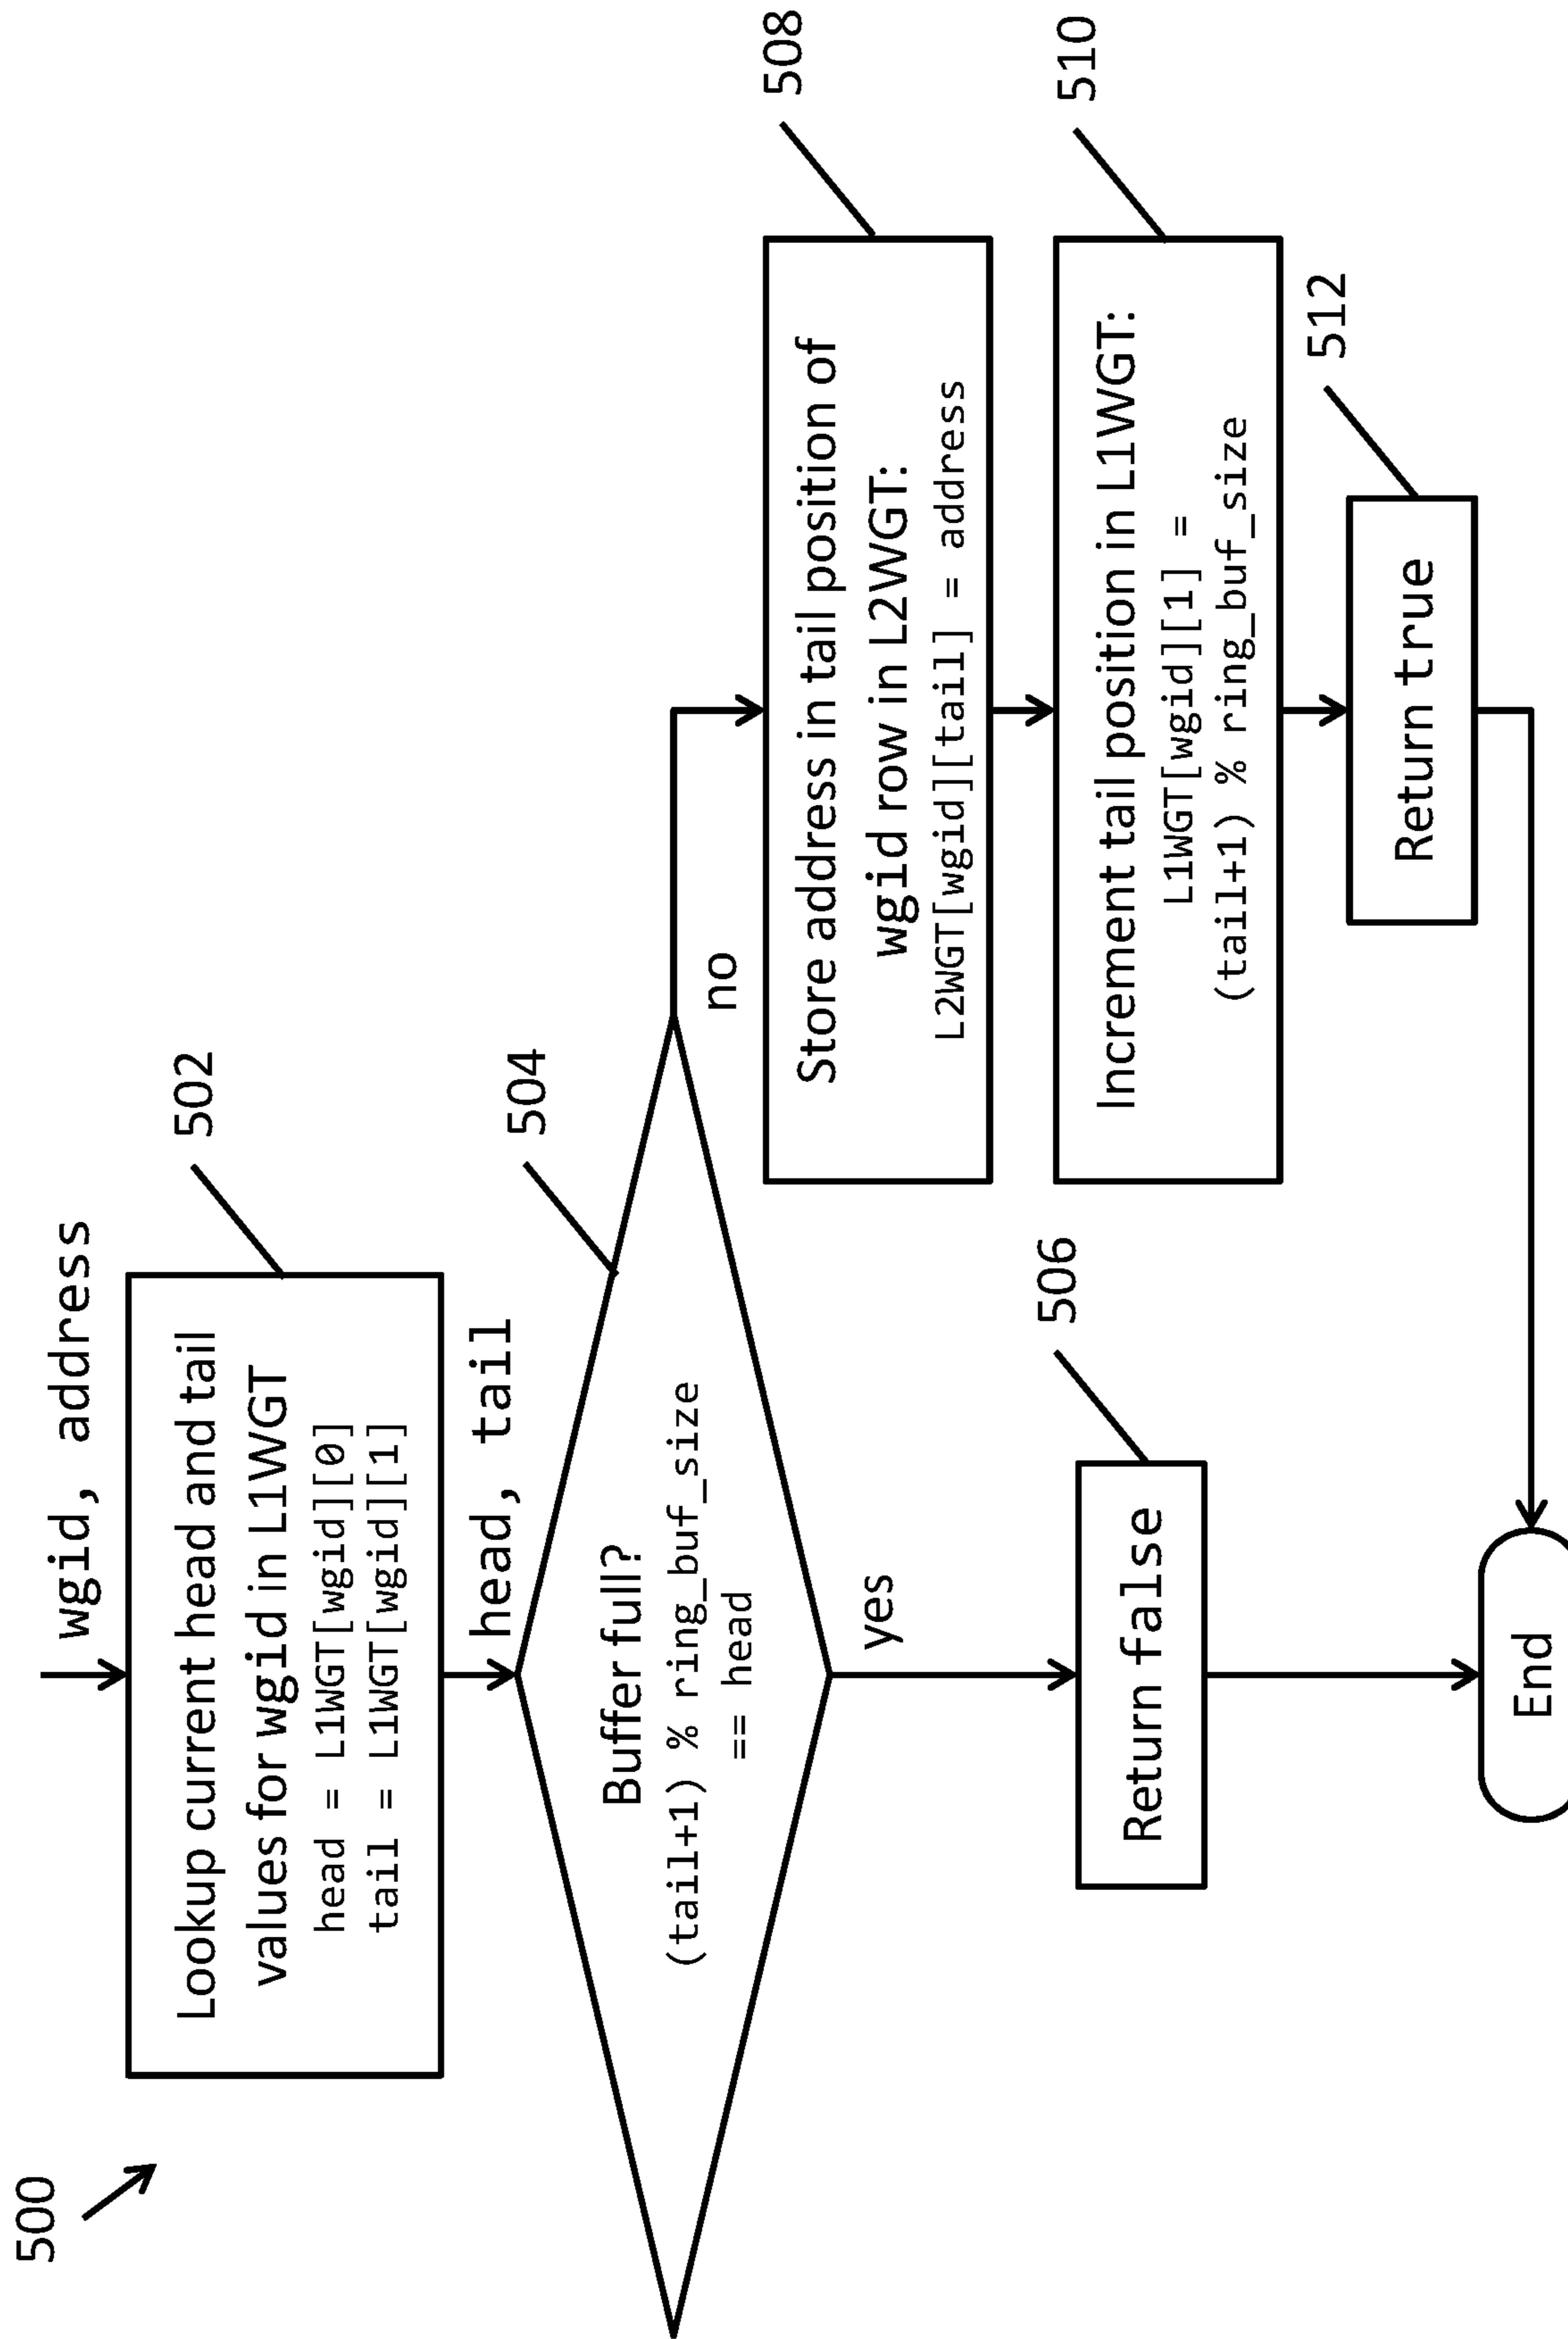 500
wgid, address
502
Lookup current head and tail
values for wgid in L1WGT
head = L1WGT[wgid][0]
tail = L1WGT[wgid][1]
head, tail
504
Buffer full?
(tail+1) % ring_buf_size
== head
yes
no
506
Return false
508
Store address in tail position of
wgid row in L2WGT:
L2WGT[wgid][tail] = address
510
Increment tail position in L1WGT:
L1WGT[wgid][1] =
(tail+1) % ring_buf_size
512
Return true
End